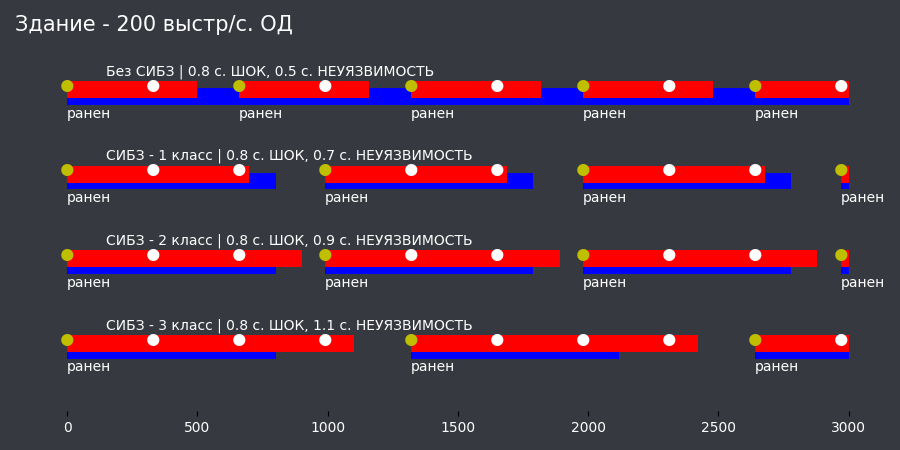 Здание - 200 выстр/с. ОД
Без СИБЗ | 0.8 с. ШОК, 0.5 с. НЕУЯЗВИМОСТЬ
ранен ранен ранен ранен ранен
СИБЗ - 1 класс | 0.8 с. ШОК, 0.7 с. НЕУЯЗВИМОСТЬ
ранен ранен ранен ранен
СИБЗ - 2 класс | 0.8 с. ШОК, 0.9 с. НЕУЯЗВИМОСТЬ
ранен ранен ранен ранен
СИБЗ - 3 класс | 0.8 с. ШОК, 1.1 с. НЕУЯЗВИМОСТЬ
ранен ранен ранен
0 500 1000 1500 2000 2500 3000